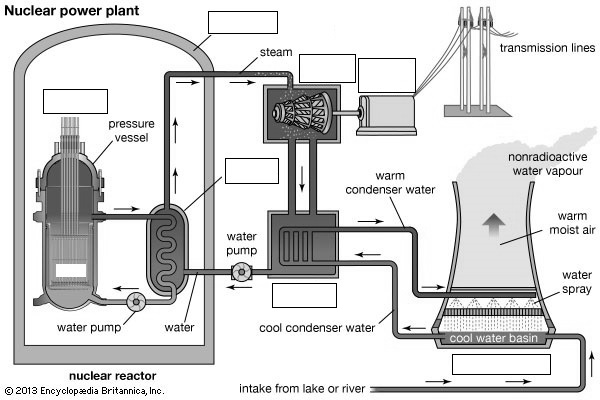 Nuclear power plant
steam
transmission lines
pressure
vessel
nonradioactive
water vapour
warm
condenser water
warm
moist air
water
pump
water
spray
water pump
water
cool condenser water
cool water basin
nuclear reactor
intake from lake or river
© 2013 Encyclopædia Britannica, Inc.